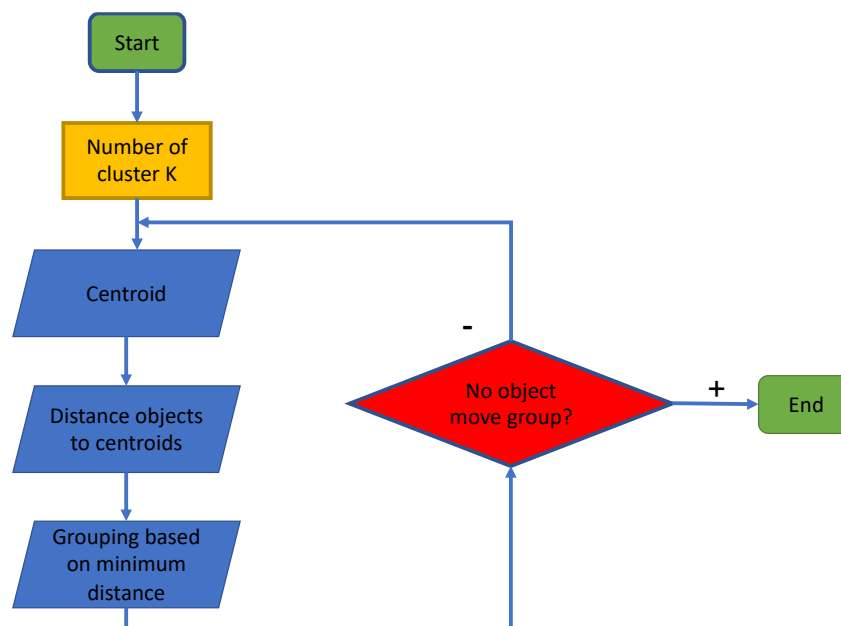 Start
Number of
cluster K
Centroid
Distance objects
to centroids
Grouping based
on minimum
distance
-
No object
move group?
+
End